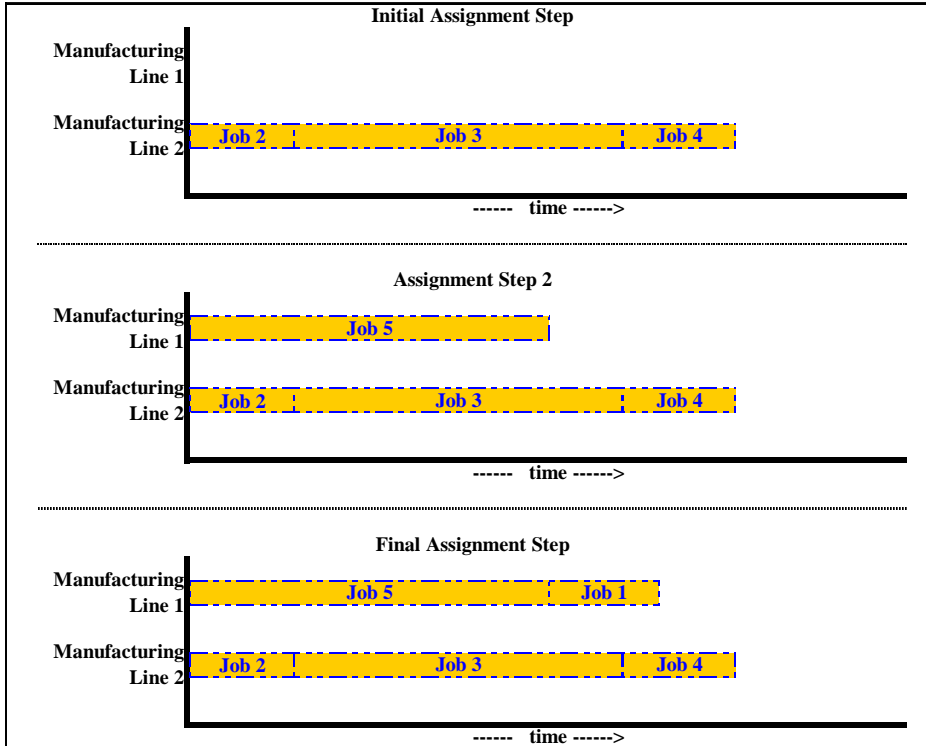 Initial Assignment Step
Manufacturing
Line 1
Manufacturing
Line 2
Job 2 Job 3 Job 4
------ time ------>
Assignment Step 2
Manufacturing
Line 1
Job 5
Manufacturing
Line 2
Job 2 Job 3 Job 4
------ time ------>
Final Assignment Step
Manufacturing
Line 1
Job 5 Job 1
Manufacturing
Line 2
Job 2 Job 3 Job 4
------ time ------>